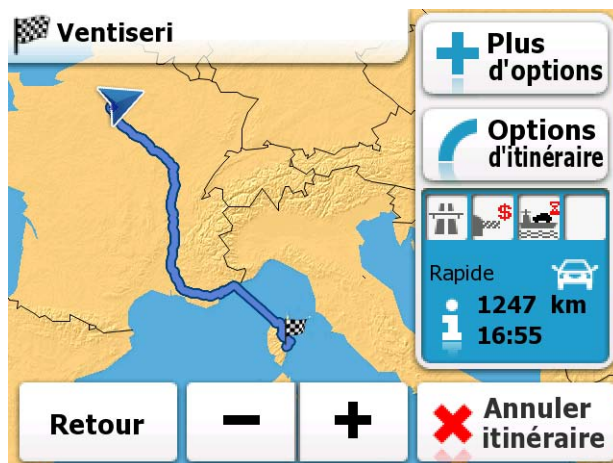 Ventiseri
Plus
d'options
Options
d'itinéraire
$
Rapide
1247 km
16:55
Retour
Annuler
itinéraire